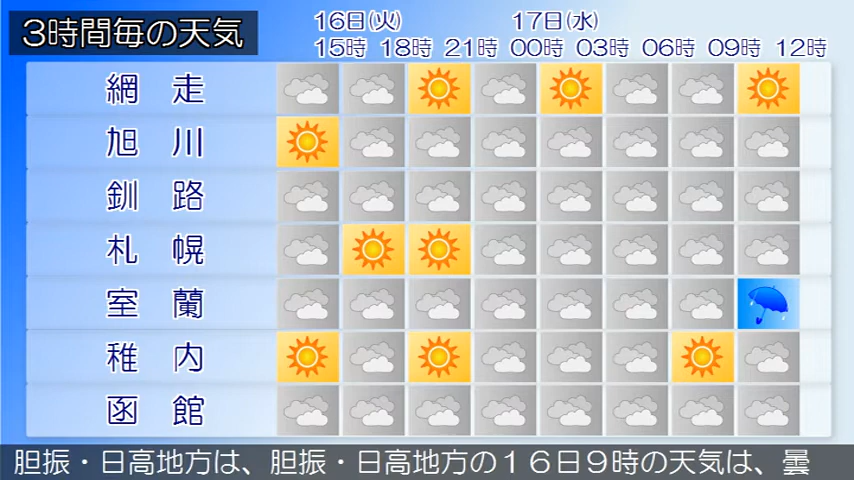 3時間毎の天気
16日(火) 17日(水)
15時 18時 21時 00時 03時 06時 09時 12時
網走
旭川
釧路
札幌
室蘭
稚内
函館
胆振・日高地方は、胆振・日高地方の１６日９時の天気は、曇